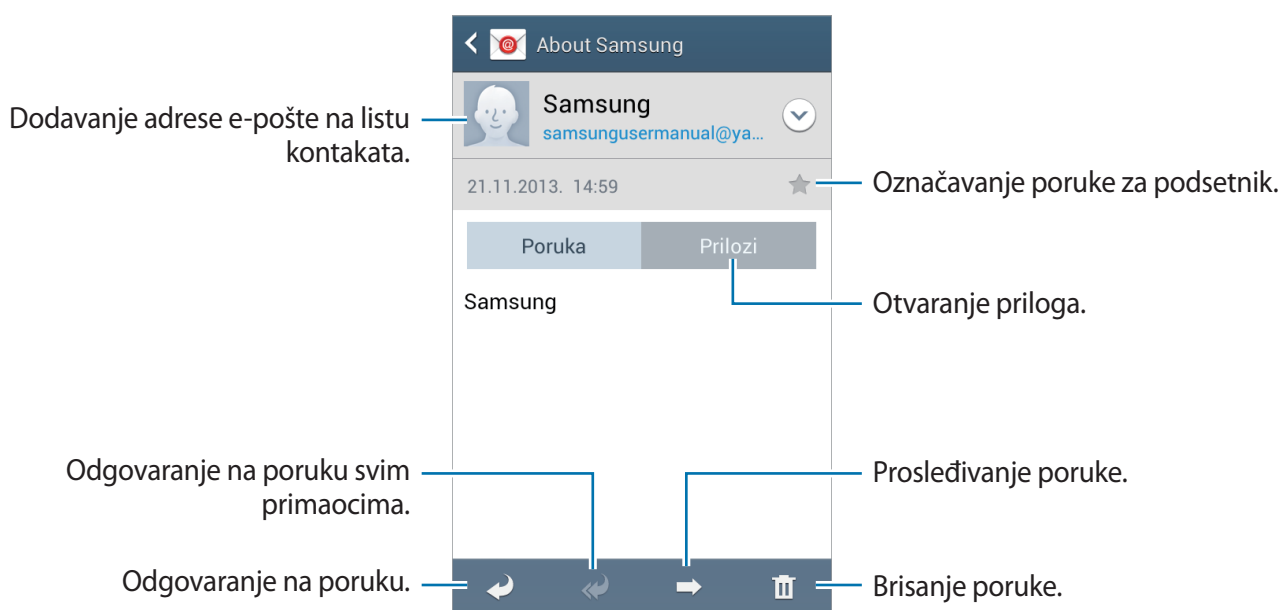 About Samsung
Dodavanje adrese e-pošte na listu
kontakata.
Samsung
samsungusermanual@ya...
21.11.2013. 14:59
Označavanje poruke za podsetnik.
Poruka
Prilozi
Samsung
Otvaranje priloga.
Odgovaranje na poruku svim
primaocima.
Prosleđivanje poruke.
Odgovaranje na poruku.
Brisanje poruke.